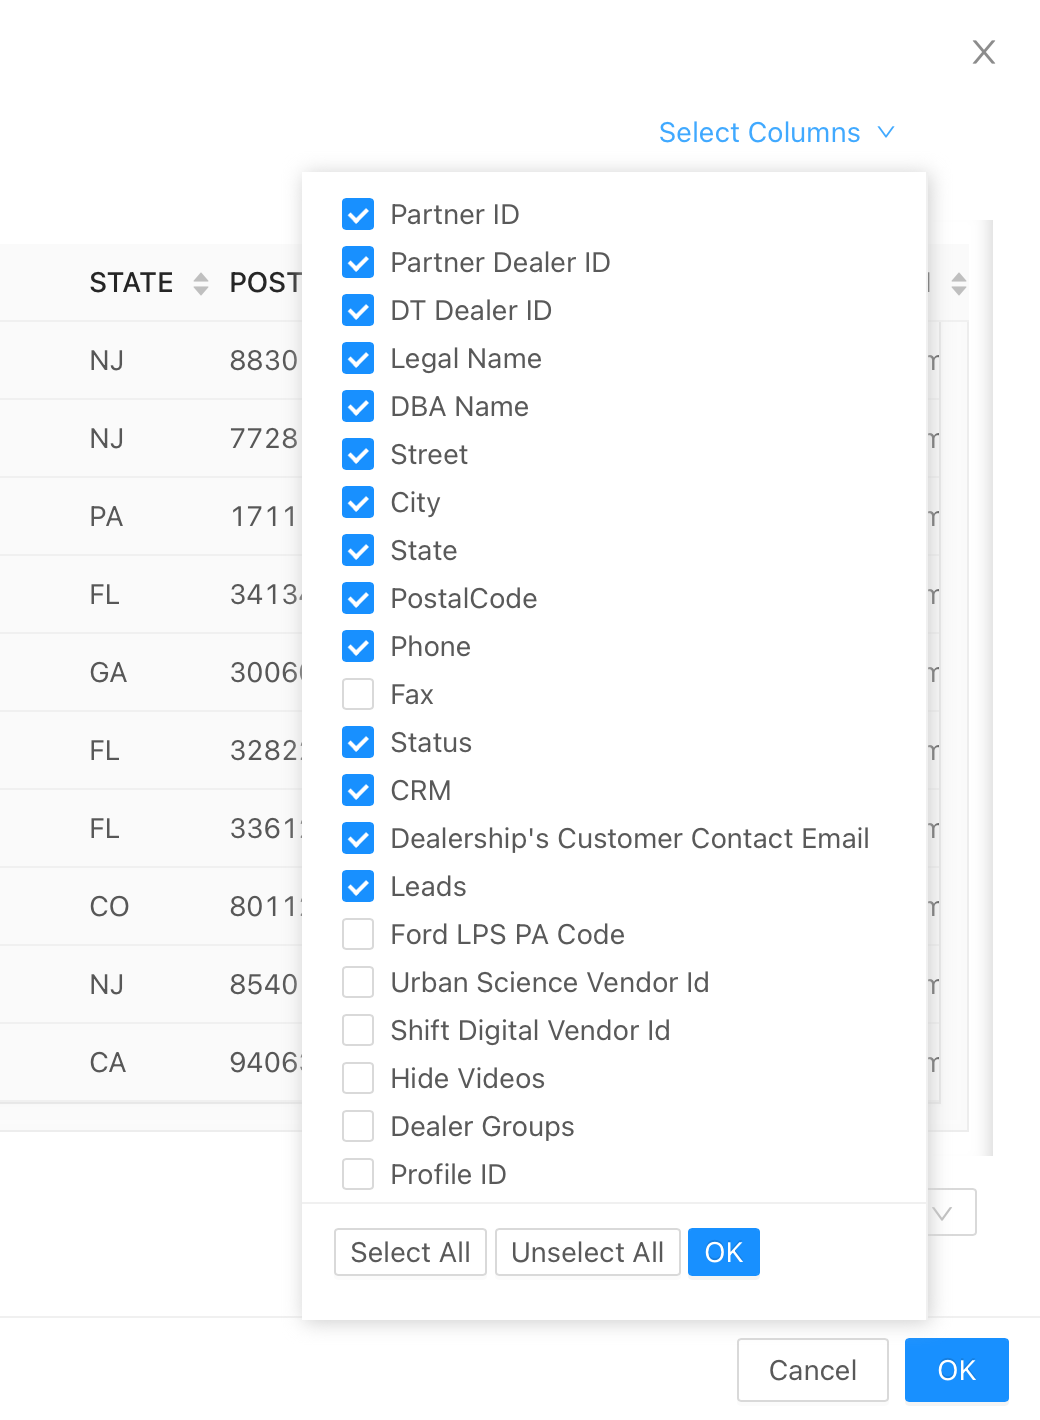 Select Columns
STATE POST
NJ 8830
NJ 7728
PA 1711
FL 3413
GA 3006
FL 3282
FL 3361
CO 8011
NJ 8540
CA 9406
Partner ID
Partner Dealer ID
DT Dealer ID
Legal Name
DBA Name
Street
City
State
PostalCode
Phone
Fax
Status
CRM
Dealership's Customer Contact Email
Leads
Ford LPS PA Code
Urban Science Vendor Id
Shift Digital Vendor Id
Hide Videos
Dealer Groups
Profile ID
Select All Unselect All OK
Cancel OK